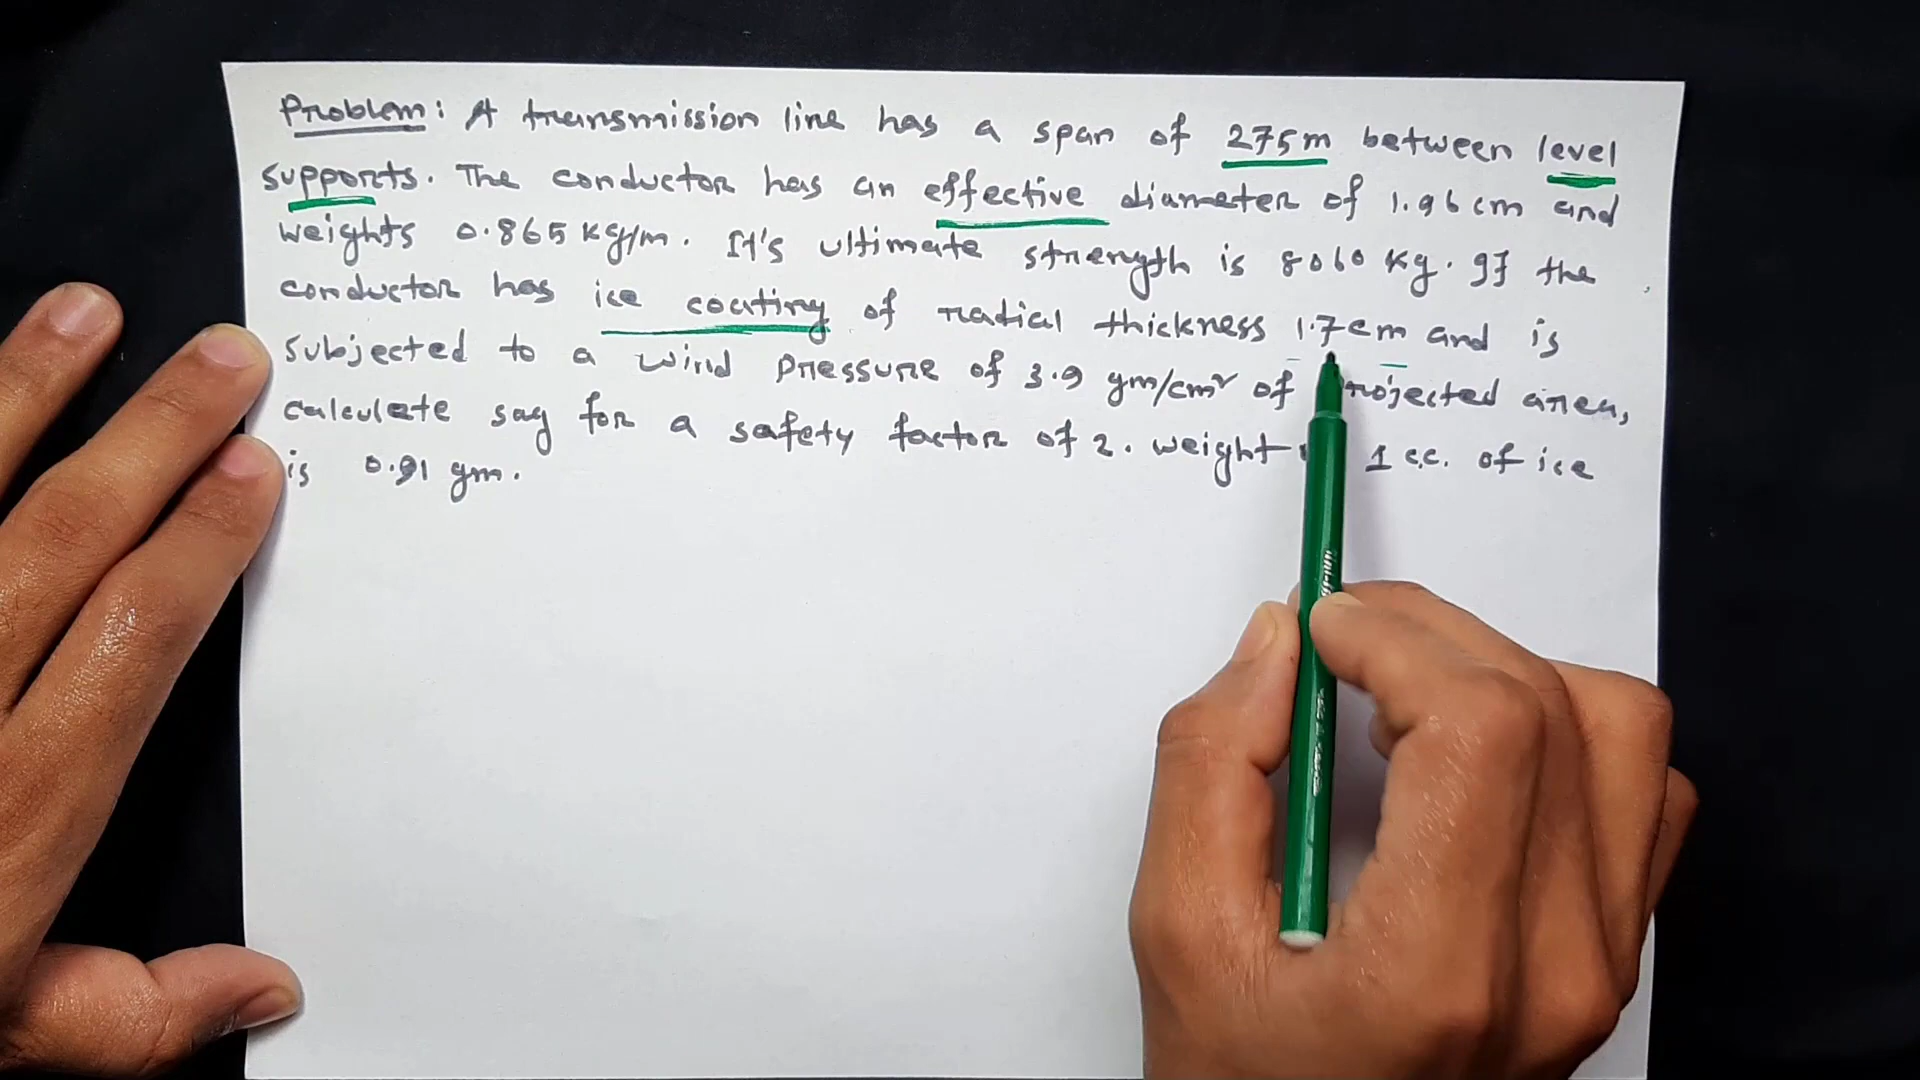 Problem: A transmission line has a span of 275m between level
supports. The conductor has an effective diameter of 1.96cm and
weights 0.865 Kg/m. It's ultimate strength is 8060 Kg. If the
conductor has ice coating of radial thickness 1.7cm and is
subjected to a wind pressure of 3.9 gm/cm² of projected area,
calculate sag for a safety factor of 2. weight 1 c.c. of ice
is 0.91 gm.